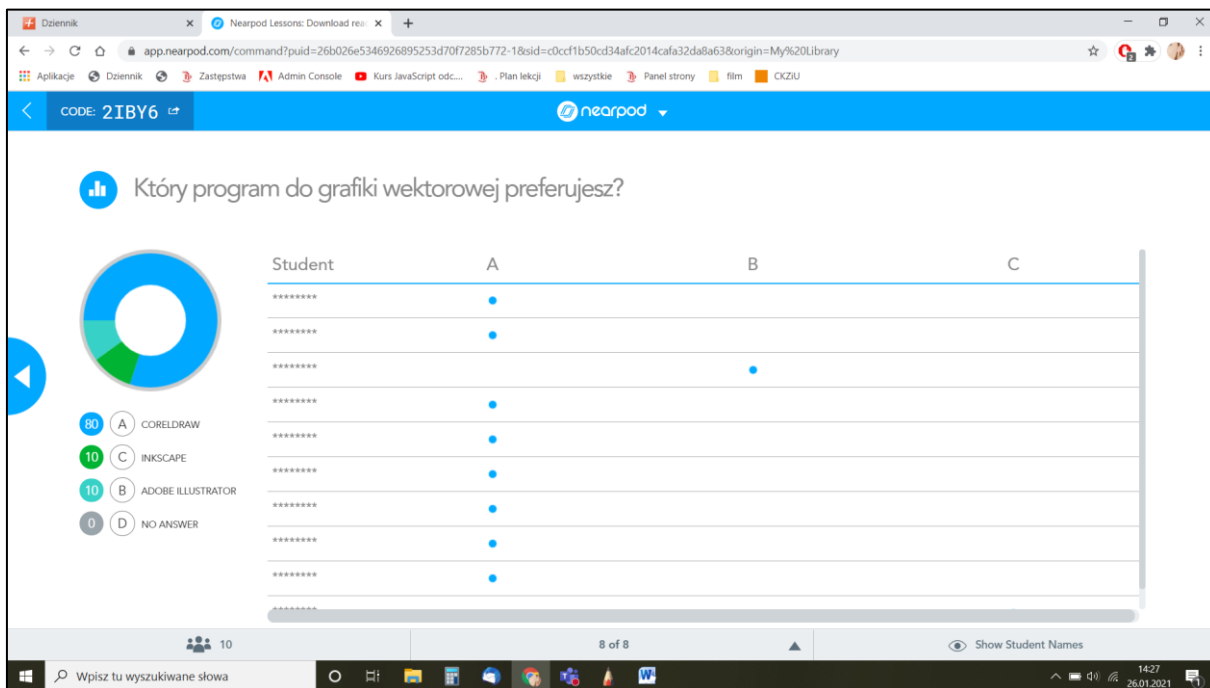 Dziennik
Nearpod Lessons: Download rea
app.nearpod.com/command?puid=26b026e5346926895253d70f7285b772-1&sid=c0ccf1b50cd34afc2014cafa32da8a63&origin=My%20Library
2
Aplikacje Dziennik Zastępstwa Admin Console Kurs JavaScript odc.... . Plan lekcji wszystkie Panel strony film CKZiU
CODE: 2IBY6 nearpod
Który program do grafiki wektorowej preferujesz?
Student A B C
********
********
********
********
********
********
********
********
********
********
80 A CORELDRAW
10 C INKSCAPE
10 B ADOBE ILLUSTRATOR
0 D NO ANSWER
10 8 of 8 Show Student Names
Wpisz tu wyszukiwane słowa
14:27
26.01.2021